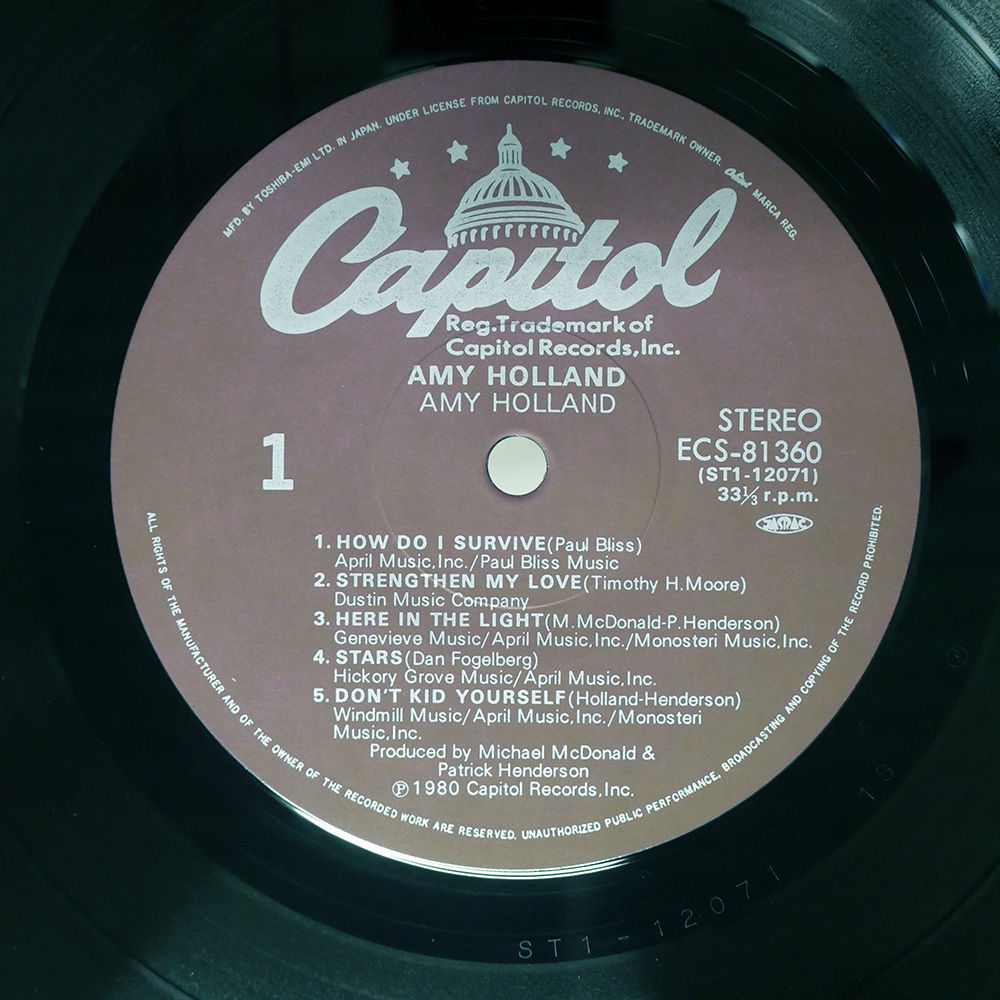 MFD. BY TOSHIBA-EMI LTD. IN JAPAN. UNDER LICENSE FROM CAPITOL RECORDS, INC., TRADEMARK OWNER. Capitol MARCA REG.
Capitol
Reg.Trademark of
Capitol Records,Inc.
AMY HOLLAND
AMY HOLLAND
1
STEREO
ECS-81360
(ST1-12071)
33⅓ r.p.m.
JASRAC
1. HOW DO I SURVIVE(Paul Bliss)
April Music,Inc./Paul Bliss Music
2. STRENGTHEN MY LOVE(Timothy H.Moore)
Dustin Music Company
3. HERE IN THE LIGHT(M.McDonald-P.Henderson)
Genevieve Music/April Music,Inc./Monosteri Music,Inc.
4. STARS(Dan Fogelberg)
Hickory Grove Music/April Music,Inc.
5. DON'T KID YOURSELF(Holland-Henderson)
Windmill Music/April Music,Inc./Monosteri
Music,Inc.
Produced by Michael McDonald &
Patrick Henderson
Ⓟ1980 Capitol Records,Inc.
ALL RIGHTS OF THE MANUFACTURER AND OF THE OWNER OF THE RECORDED WORK ARE RESERVED. UNAUTHORIZED PUBLIC PERFORMANCE, BROADCASTING AND COPYING OF THE RECORD PROHIBITED.
ST1-12071 1S